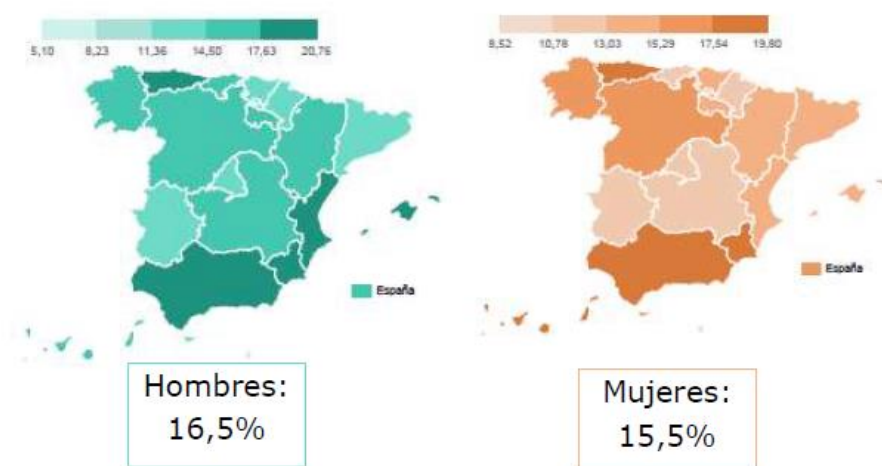 5,10 8,23 11,36 14,50 17,63 20,76
España
Hombres:
16,5%
8,52 10,78 13,03 15,29 17,54 19,80
España
Mujeres:
15,5%